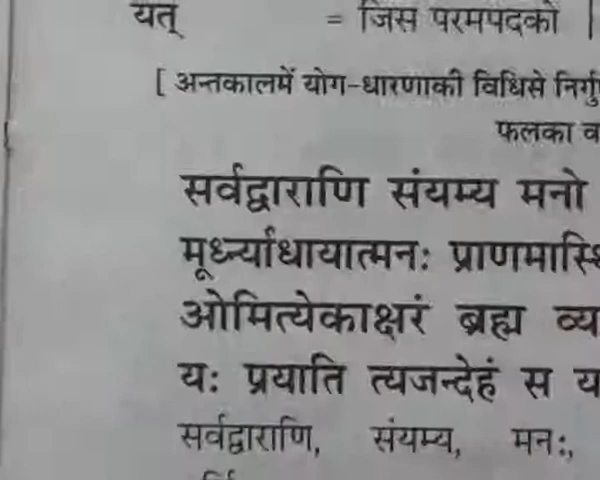 यत् = जिस परमपदको |
[ अन्तकालमें योग-धारणाकी विधिसे
फलका
सर्वद्वाराणि संयम्य मनो
मूर्ध्न्याधायात्मनः
ओमित्येकाक्षरं ब्रह्म
यः प्रयाति त्यजन्देहं स
सर्वद्वाराणि, संयम्य, मनः,